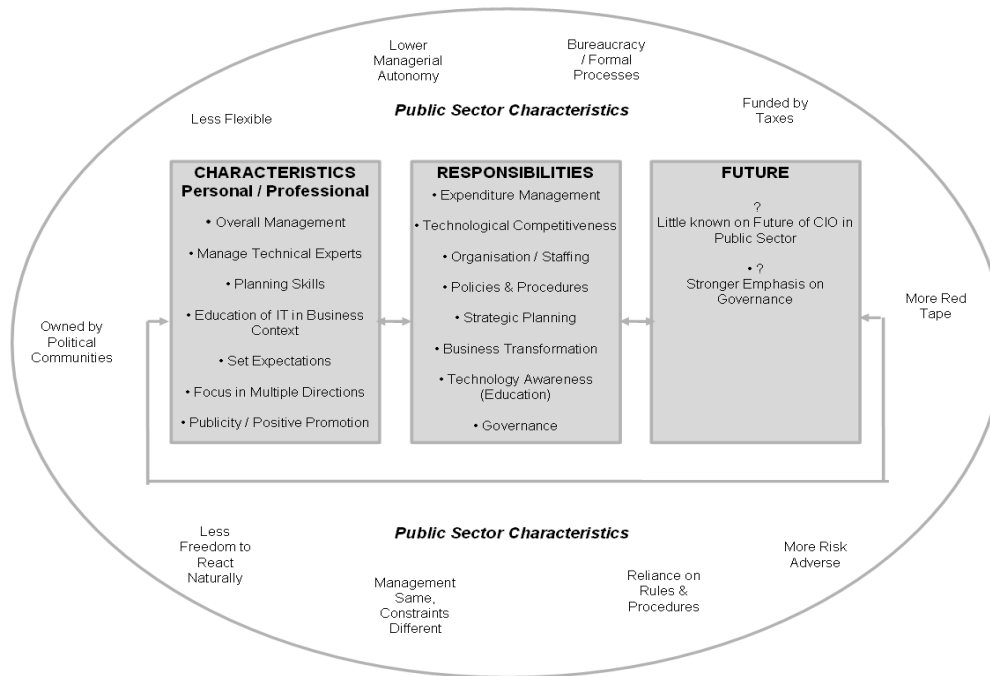 Lower
Managerial
Autonomy
Bureaucracy
/ Formal
Processes
Public Sector Characteristics
Less Flexible
Funded by
Taxes
CHARACTERISTICS
Personal / Professional
• Overall Management
• Manage Technical Experts
• Planning Skills
• Education of IT in Business
Context
• Set Expectations
• Focus in Multiple Directions
• Publicity / Positive Promotion
RESPONSIBILITIES
• Expenditure Management
• Technological Competitiveness
• Organisation / Staffing
• Policies & Procedures
• Strategic Planning
• Business Transformation
• Technology Awareness
(Education)
• Governance
FUTURE
?
Little known on Future of CIO in
Public Sector
• ?
Stronger Emphasis on
Governance
Owned by
Political
Communities
More Red
Tape
Public Sector Characteristics
Less
Freedom to
React
Naturally
Management
Same,
Constraints
Different
Reliance on
Rules &
Procedures
More Risk
Adverse